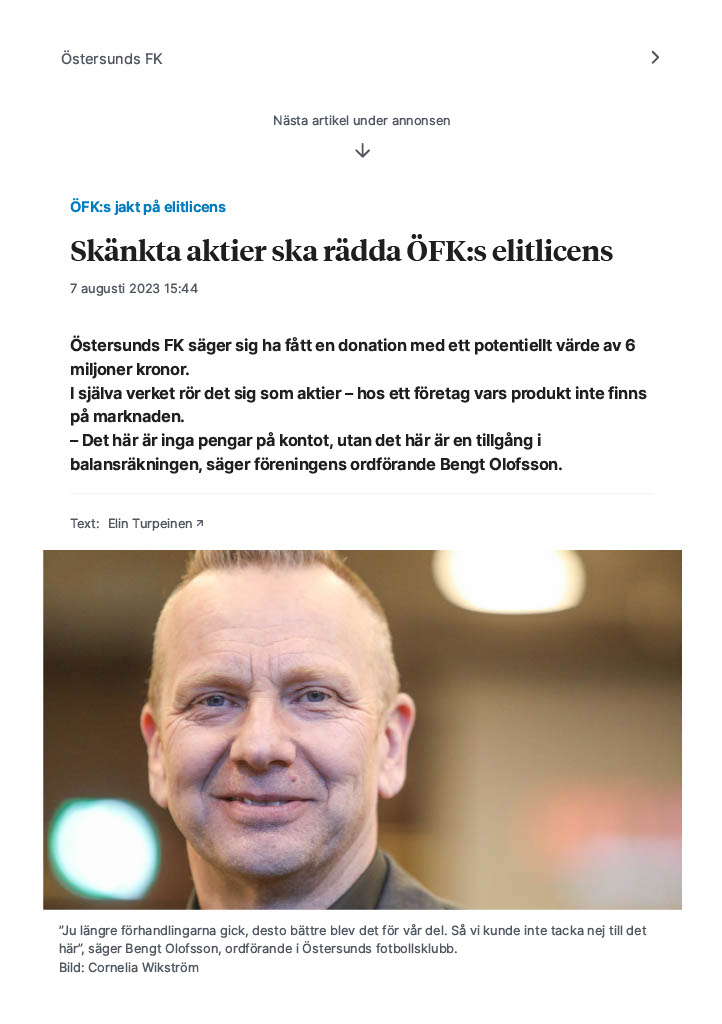 Östersunds FK
Nästa artikel under annonsen
ÖFK:s jakt på elitlicens
Skänkta aktier ska rädda ÖFK:s elitlicens
7 augusti 2023 15:44
Östersunds FK säger sig ha fått en donation med ett potentiellt värde av 6
miljoner kronor.
I själva verket rör det sig som aktier – hos ett företag vars produkt inte finns
på marknaden.
– Det här är inga pengar på kontot, utan det här är en tillgång i
balansräkningen, säger föreningens ordförande Bengt Olofsson.
Text: Elin Turpeinen
”Ju längre förhandlingarna gick, desto bättre blev det för vår del. Så vi kunde inte tacka nej till det
här”, säger Bengt Olofsson, ordförande i Östersunds fotbollsklubb.
Bild: Cornelia Wikström